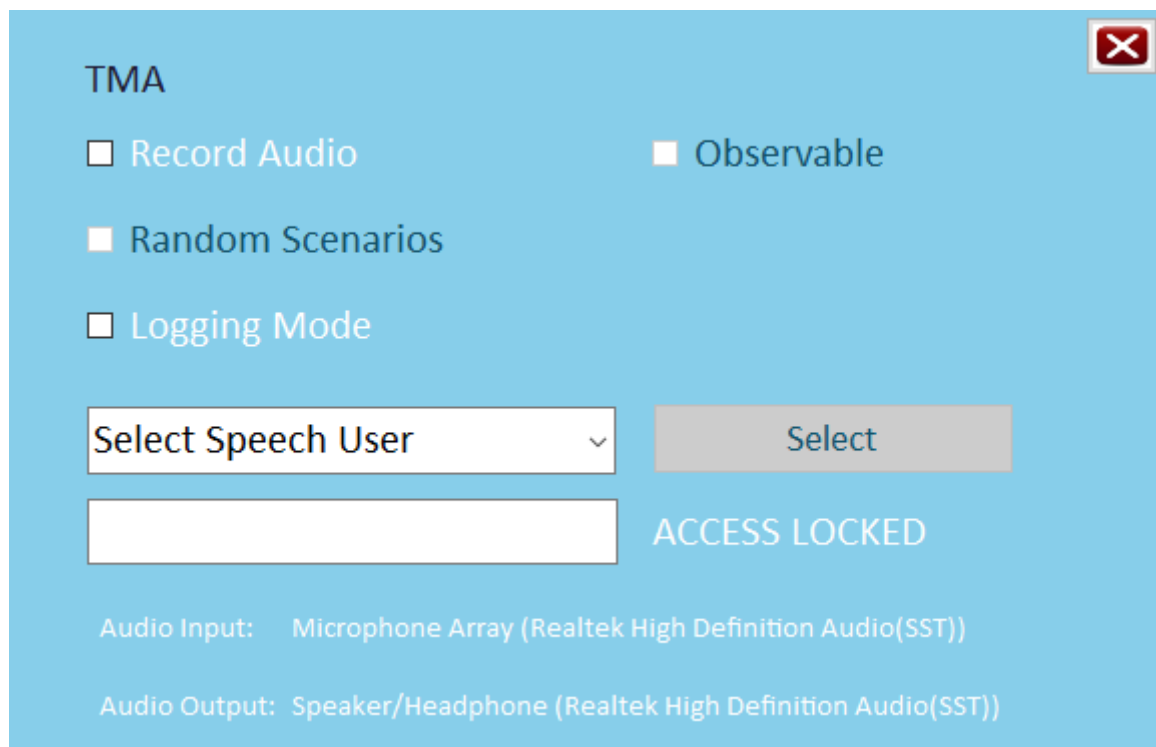 TMA
Record Audio
Observable
Random Scenarios
Logging Mode
Select Speech User
Select
ACCESS LOCKED
Audio Input: Microphone Array (Realtek High Definition Audio(SST))
Audio Output: Speaker/Headphone (Realtek High Definition Audio(SST))